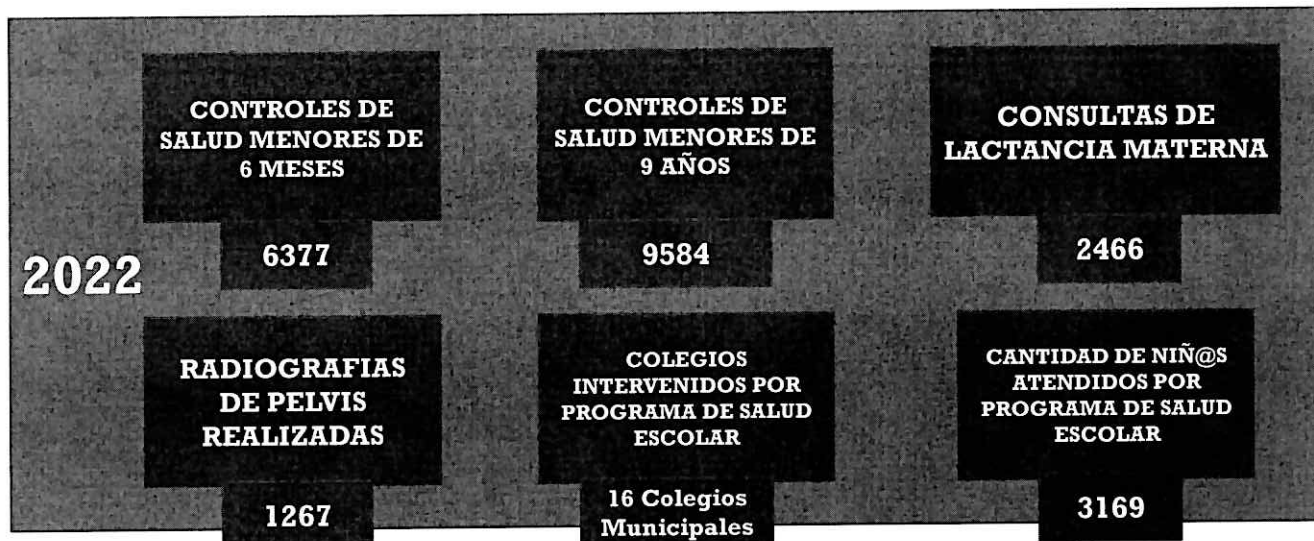 2022
CONTROLES DE
SALUD MENORES DE
6 MESES
6377
CONTROLES DE
SALUD MENORES DE
9 AÑOS
9584
CONSULTAS DE
LACTANCIA MATERNA
2466
RADIOGRAFIAS
DE PELVIS
REALIZADAS
1267
COLEGIOS
INTERVENIDOS POR
PROGRAMA DE SALUD
ESCOLAR
16 Colegios
Municipales
CANTIDAD DE NIÑ@S
ATENDIDOS POR
PROGRAMA DE SALUD
ESCOLAR
3169